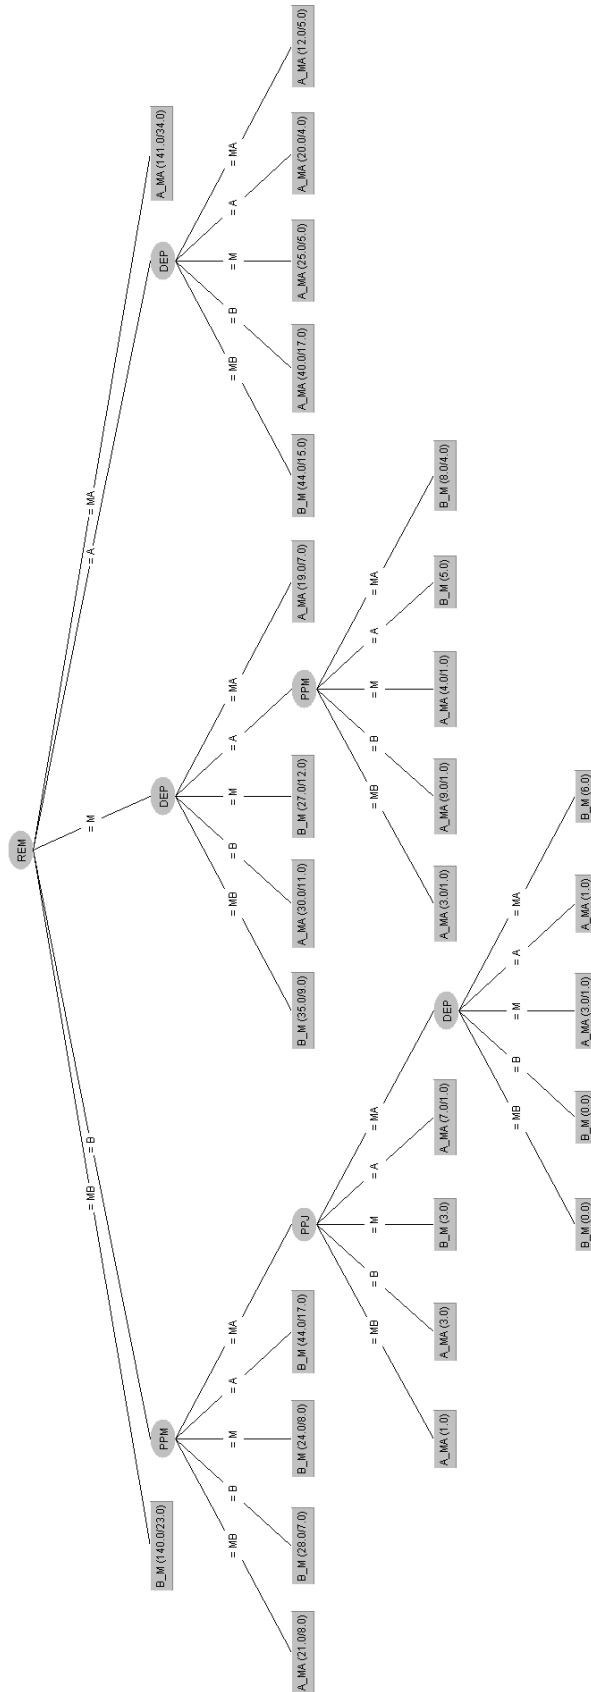 REM
= MB
= B
= M
= A
= MA
B_M (140.0/23.0)
PPM
DEP
DEP
A_MA (141.0/34.0)
= MB
= B
= M
= A
= MA
= MB
= B
= M
= A
= MA
= MB
= B
= M
= A
= MA
A_MA (21.0/8.0)
B_M (28.0/7.0)
B_M (24.0/8.0)
B_M (44.0/17.0)
PPJ
B_M (35.0/9.0)
A_MA (30.0/11.0)
B_M (27.0/12.0)
PPM
A_MA (19.0/7.0)
B_M (44.0/15.0)
A_MA (40.0/17.0)
A_MA (25.0/5.0)
A_MA (20.0/4.0)
A_MA (12.0/5.0)
= MB
= B
= M
= A
= MA
= MB
= B
= M
= A
= MA
A_MA (1.0)
A_MA (3.0)
B_M (3.0)
A_MA (7.0/1.0)
DEP
A_MA (3.0/1.0)
A_MA (9.0/1.0)
A_MA (4.0/1.0)
B_M (5.0)
B_M (8.0/4.0)
= MB
= B
= M
= A
= MA
B_M (0.0)
B_M (0.0)
A_MA (3.0/1.0)
A_MA (1.0)
B_M (6.0)